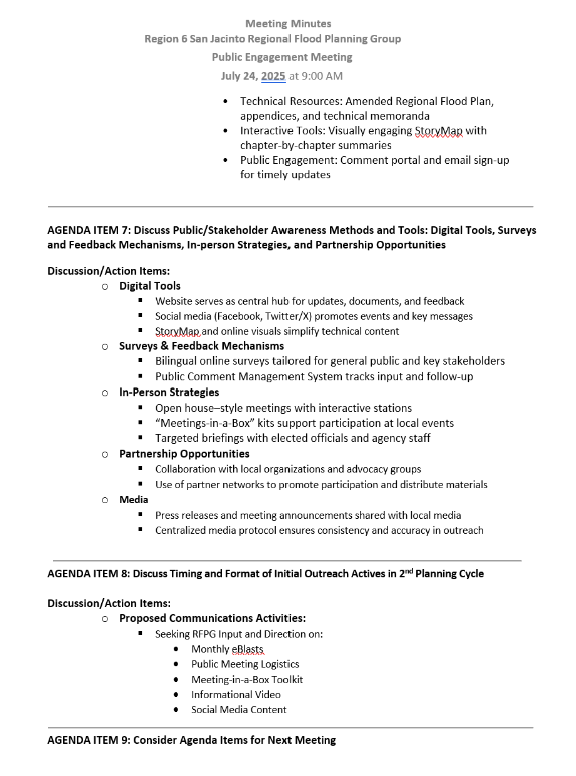 Meeting Minutes
Region 6 San Jacinto Regional Flood Planning Group
Public Engagement Meeting
July 24, 2025 at 9:00 AM
• Technical Resources: Amended Regional Flood Plan,
appendices, and technical memoranda
• Interactive Tools: Visually engaging StoryMap with
chapter-by-chapter summaries
• Public Engagement: Comment portal and email sign-up
for timely updates
AGENDA ITEM 7: Discuss Public/Stakeholder Awareness Methods and Tools: Digital Tools, Surveys
and Feedback Mechanisms, In-person Strategies, and Partnership Opportunities
Discussion/Action Items:
o Digital Tools
▪ Website serves as central hub for updates, documents, and feedback
▪ Social media (Facebook, Twitter/X) promotes events and key messages
▪ StoryMap and online visuals simplify technical content
o Surveys & Feedback Mechanisms
▪ Bilingual online surveys tailored for general public and key stakeholders
▪ Public Comment Management System tracks input and follow-up
o In-Person Strategies
▪ Open house–style meetings with interactive stations
▪ “Meetings-in-a-Box” kits support participation at local events
▪ Targeted briefings with elected officials and agency staff
o Partnership Opportunities
▪ Collaboration with local organizations and advocacy groups
▪ Use of partner networks to promote participation and distribute materials
o Media
▪ Press releases and meeting announcements shared with local media
▪ Centralized media protocol ensures consistency and accuracy in outreach
AGENDA ITEM 8: Discuss Timing and Format of Initial Outreach Actives in 2nd Planning Cycle
Discussion/Action Items:
o Proposed Communications Activities:
▪ Seeking RFPG Input and Direction on:
• Monthly eBlasts
• Public Meeting Logistics
• Meeting-in-a-Box Toolkit
• Informational Video
• Social Media Content
AGENDA ITEM 9: Consider Agenda Items for Next Meeting